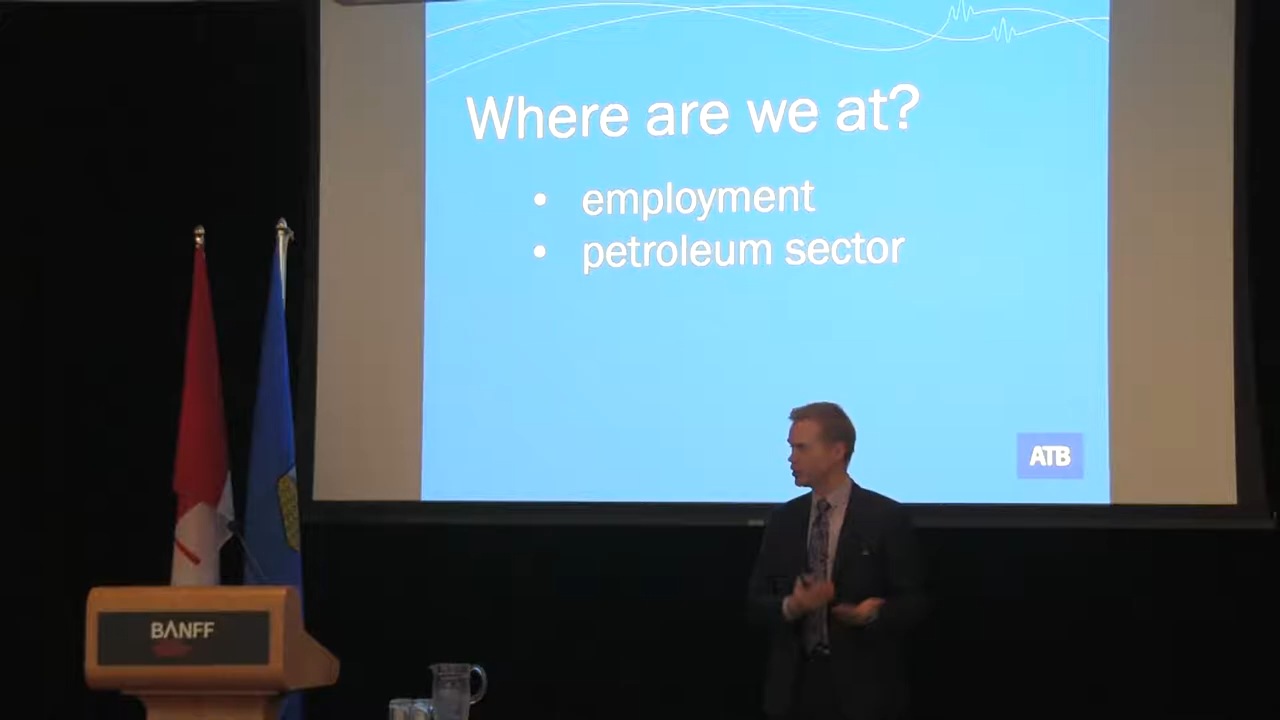 Where are we at?
• employment
• petroleum sector
ATB
BANFF